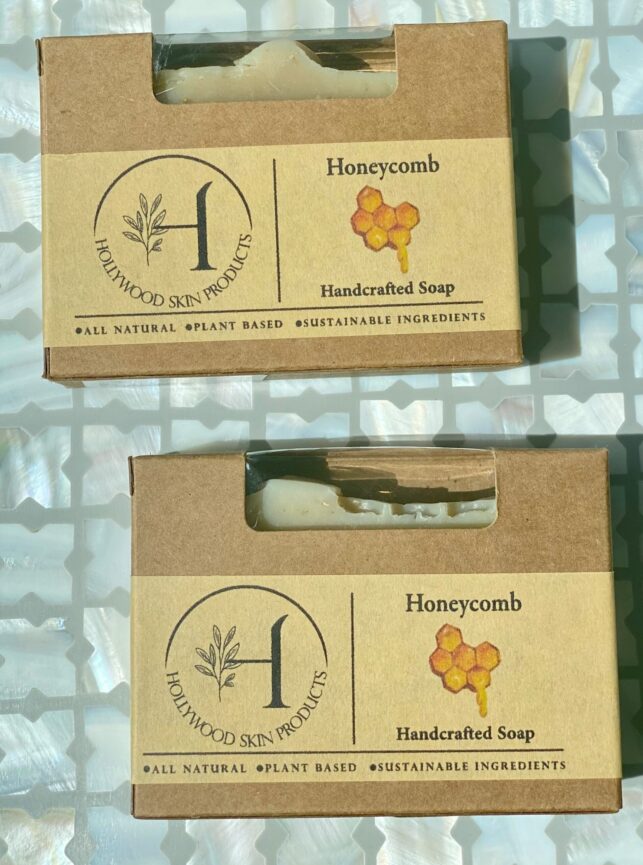 H
HOLLYWOOD SKIN PRODUCTS
Honeycomb
Handcrafted Soap
●ALL NATURAL ●PLANT BASED ●SUSTAINABLE INGREDIENTS
H
HOLLYWOOD SKIN PRODUCTS
Honeycomb
Handcrafted Soap
●ALL NATURAL ●PLANT BASED ●SUSTAINABLE INGREDIENTS